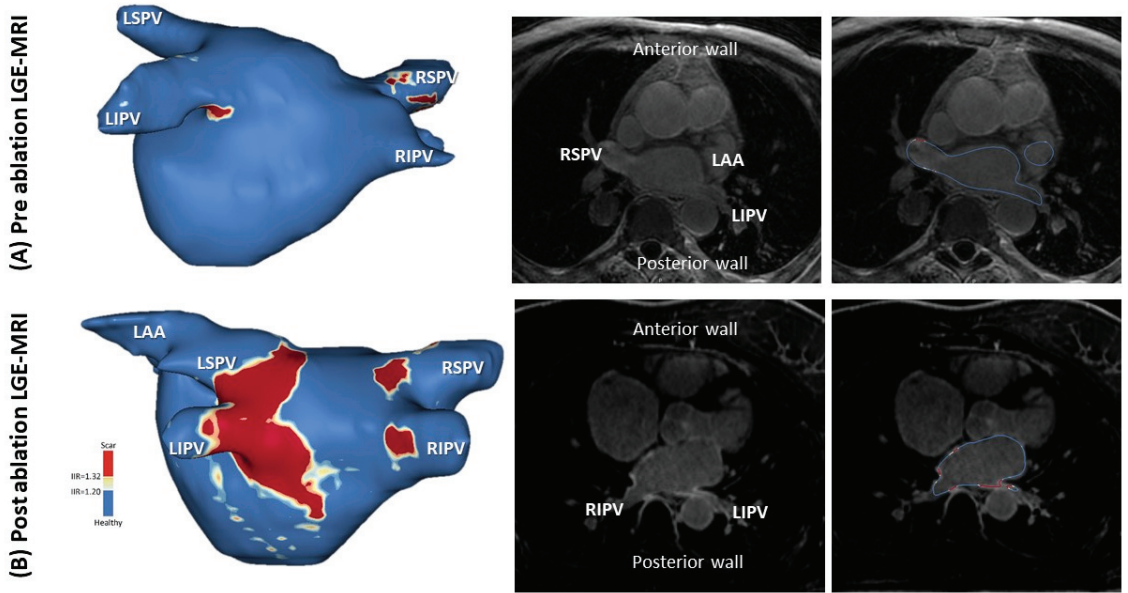 (A) Pre ablation LGE-MRI
LSPV
LIPV
RSPV
RIPV
Anterior wall
RSPV
LAA
LIPV
Posterior wall
(B) Post ablation LGE-MRI
LAA
LSPV
RSPV
LIPV
RIPV
Scar
IIR=1.32
IIR=1.20
Healthy
Anterior wall
RIPV
LIPV
Posterior wall